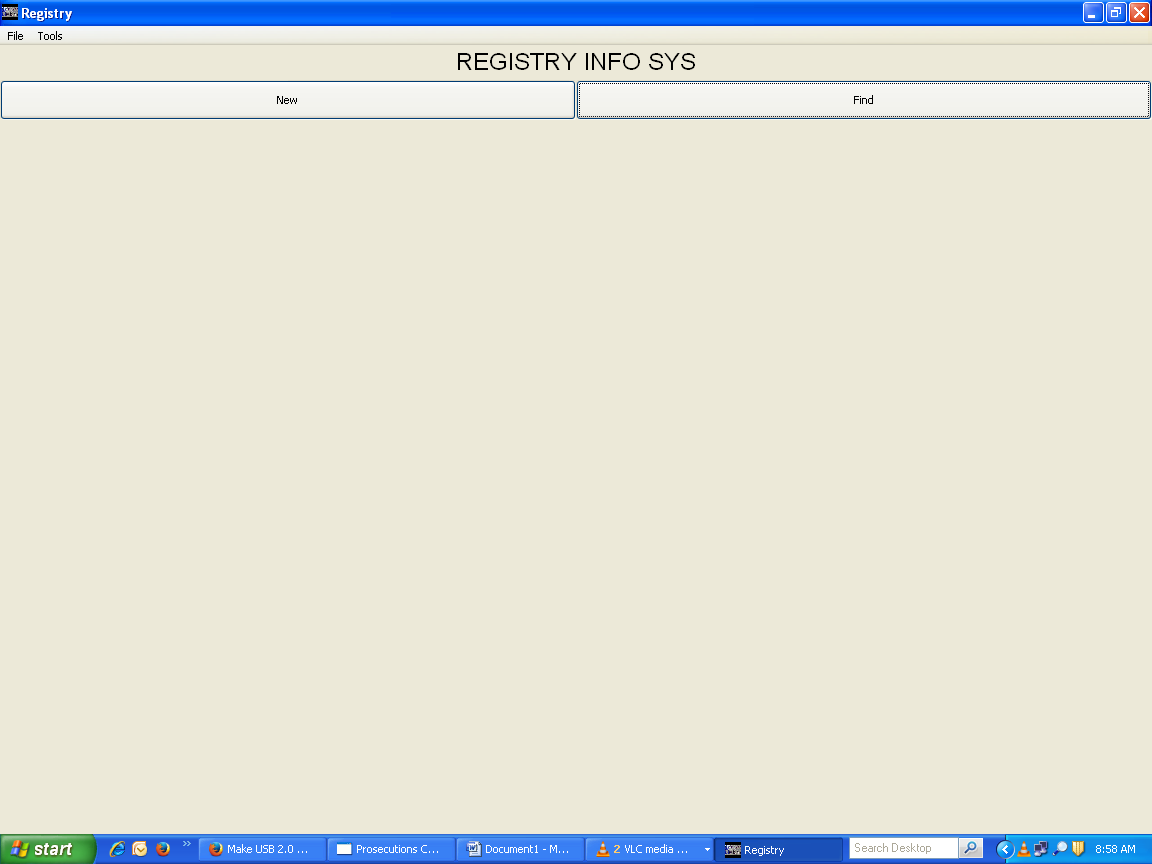 Registry
File Tools
REGISTRY INFO SYS
New Find
start Make USB 2.0 ... Prosecutions C... Document1 - M... 2 VLC media ... Registry Search Desktop 8:58 AM